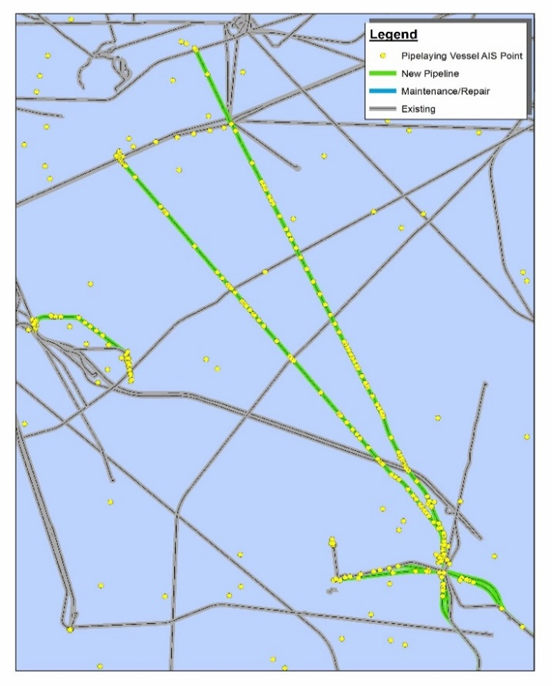 Legend
Pipelaying Vessel AIS Point
New Pipeline
Maintenance/Repair
Existing